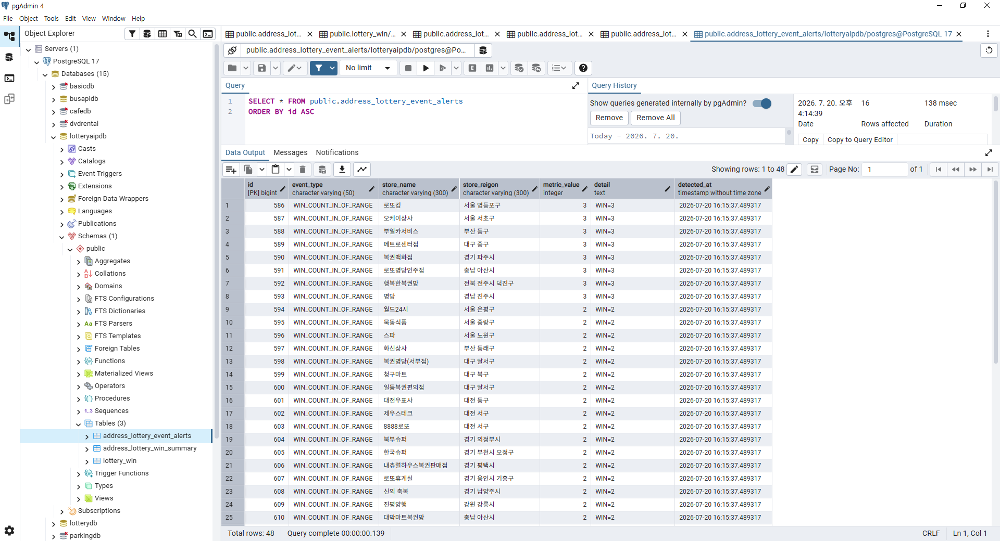 pgAdmin 4
File Object Tools Edit View Window Help
Object Explorer
Servers (1)
PostgreSQL 17
Databases (15)
basicdb
busapidb
cafedb
dvdrental
lotteryaipdb
Casts
Catalogs
Event Triggers
Extensions
Foreign Data Wrappers
Languages
Publications
Schemas (1)
public
Aggregates
Collations
Domains
FTS Configurations
FTS Dictionaries
Aa FTS Parsers
FTS Templates
Foreign Tables
Functions
Materialized Views
Operators
Procedures
1..3 Sequences
Tables (3)
address_lottery_event_alerts
address_lottery_win_summary
lottery_win
Trigger Functions
Types
Views
Subscriptions
lotterydb
parkingdb
public.address_lot... public.lottery_win/... public.address_lot... public.address_lot... public.address_lot... public.address_lottery_event_alerts/lotteryaipdb/postgres@PostgreSQL 17
public.address_lottery_event_alerts/lotteryaipdb/postgres@Po...
No limit
Query
1 SELECT * FROM public.address_lottery_event_alerts
2 ORDER BY id ASC
Query History
Show queries generated internally by pgAdmin?
Remove Remove All
Today - 2026. 7. 20.
2026. 7. 20. 오후 4:14:39 16 138 msec
Date Rows affected Duration
Copy Copy to Query Editor
Data Output Messages Notifications
Showing rows: 1 to 48 Page No: 1 of 1
id event_type store_name store_reigon metric_value detail detected_at
[PK] bigint character varying (50) character varying (300) character varying (300) integer text timestamp without time zone
1 586 WIN_COUNT_IN_OF_RANGE 로또킹 서울 영등포구 3 WIN=3 2026-07-20 16:15:37.489317
2 587 WIN_COUNT_IN_OF_RANGE 오케이상사 서울 서초구 3 WIN=3 2026-07-20 16:15:37.489317
3 588 WIN_COUNT_IN_OF_RANGE 부일카서비스 부산 동구 3 WIN=3 2026-07-20 16:15:37.489317
4 589 WIN_COUNT_IN_OF_RANGE 메트로센터점 대구 중구 3 WIN=3 2026-07-20 16:15:37.489317
5 590 WIN_COUNT_IN_OF_RANGE 복권백화점 경기 파주시 3 WIN=3 2026-07-20 16:15:37.489317
6 591 WIN_COUNT_IN_OF_RANGE 로또명당인주점 충남 아산시 3 WIN=3 2026-07-20 16:15:37.489317
7 592 WIN_COUNT_IN_OF_RANGE 행복한복권방 전북 전주시 덕진구 3 WIN=3 2026-07-20 16:15:37.489317
8 593 WIN_COUNT_IN_OF_RANGE 명당 경남 진주시 3 WIN=3 2026-07-20 16:15:37.489317
9 594 WIN_COUNT_IN_OF_RANGE 월드24시 서울 은평구 2 WIN=2 2026-07-20 16:15:37.489317
10 595 WIN_COUNT_IN_OF_RANGE 묵동식품 서울 중랑구 2 WIN=2 2026-07-20 16:15:37.489317
11 596 WIN_COUNT_IN_OF_RANGE 스파 서울 노원구 2 WIN=2 2026-07-20 16:15:37.489317
12 597 WIN_COUNT_IN_OF_RANGE 화신상사 부산 동래구 2 WIN=2 2026-07-20 16:15:37.489317
13 598 WIN_COUNT_IN_OF_RANGE 복권명당(서부점) 대구 달서구 2 WIN=2 2026-07-20 16:15:37.489317
14 599 WIN_COUNT_IN_OF_RANGE 청구마트 대구 북구 2 WIN=2 2026-07-20 16:15:37.489317
15 600 WIN_COUNT_IN_OF_RANGE 일등복권편의점 대구 달서구 2 WIN=2 2026-07-20 16:15:37.489317
16 601 WIN_COUNT_IN_OF_RANGE 대전우표사 대전 동구 2 WIN=2 2026-07-20 16:15:37.489317
17 602 WIN_COUNT_IN_OF_RANGE 제우스테크 대전 서구 2 WIN=2 2026-07-20 16:15:37.489317
18 603 WIN_COUNT_IN_OF_RANGE 8888로또 대전 서구 2 WIN=2 2026-07-20 16:15:37.489317
19 604 WIN_COUNT_IN_OF_RANGE 북부슈퍼 경기 의정부시 2 WIN=2 2026-07-20 16:15:37.489317
20 605 WIN_COUNT_IN_OF_RANGE 한국슈퍼 경기 부천시 오정구 2 WIN=2 2026-07-20 16:15:37.489317
21 606 WIN_COUNT_IN_OF_RANGE 내츄럴하우스복권판매점 경기 평택시 2 WIN=2 2026-07-20 16:15:37.489317
22 607 WIN_COUNT_IN_OF_RANGE 로또휴게실 경기 용인시 기흥구 2 WIN=2 2026-07-20 16:15:37.489317
23 608 WIN_COUNT_IN_OF_RANGE 신의 축복 경기 남양주시 2 WIN=2 2026-07-20 16:15:37.489317
24 609 WIN_COUNT_IN_OF_RANGE 진평양행 강원 강릉시 2 WIN=2 2026-07-20 16:15:37.489317
25 610 WIN_COUNT_IN_OF_RANGE 대박마트복권방 충남 아산시 2 WIN=2 2026-07-20 16:15:37.489317
Total rows: 48 Query complete 00:00:00.139 CRLF Ln 1, Col 1